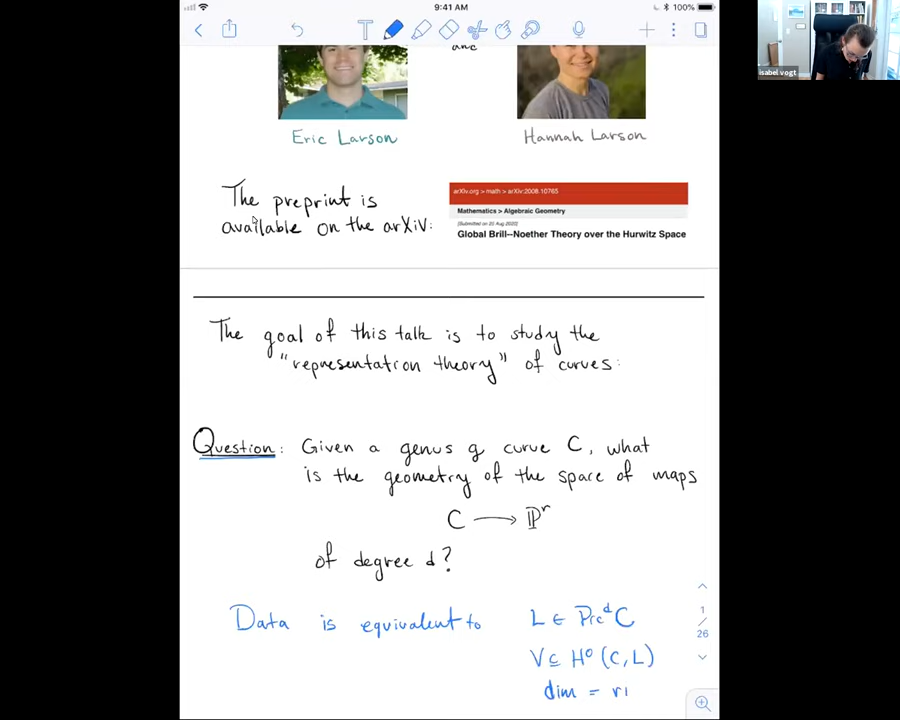 9:41 AM
100%
and
isabel vogt
Eric Larson
Hannah Larson
The preprint is
available on the arXiv:
arXiv.org > math > arXiv:2008.10765
Mathematics > Algebraic Geometry
Global Brill--Noether Theory over the Hurwitz Space
The goal of this talk is to study the
"representation theory" of curves:
Question: Given a genus g curve C, what
is the geometry of the space of maps
C ⟶ ℙʳ
of degree d?
Data is equivalent to L ∈ PicᵈC
V ⊆ H⁰ (C, L)
dim = r1
1
/
26